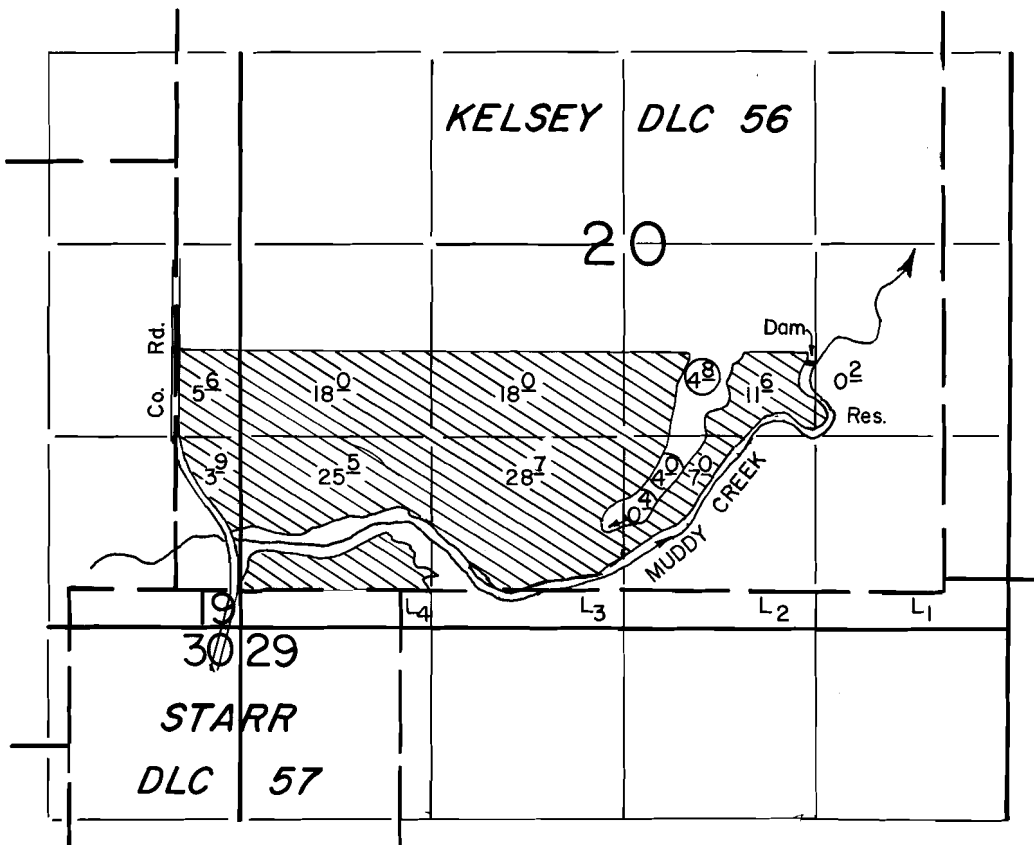 KELSEY DLC 56
20
Dam
Co. Rd.
5 6
18 0
18 0
4 8
11 6
0 2
Res.
3 9
25 5
28 7
0 4
4 0
7 0
MUDDY CREEK
L4
L3
L2
L1
19
30 29
STARR
DLC 57